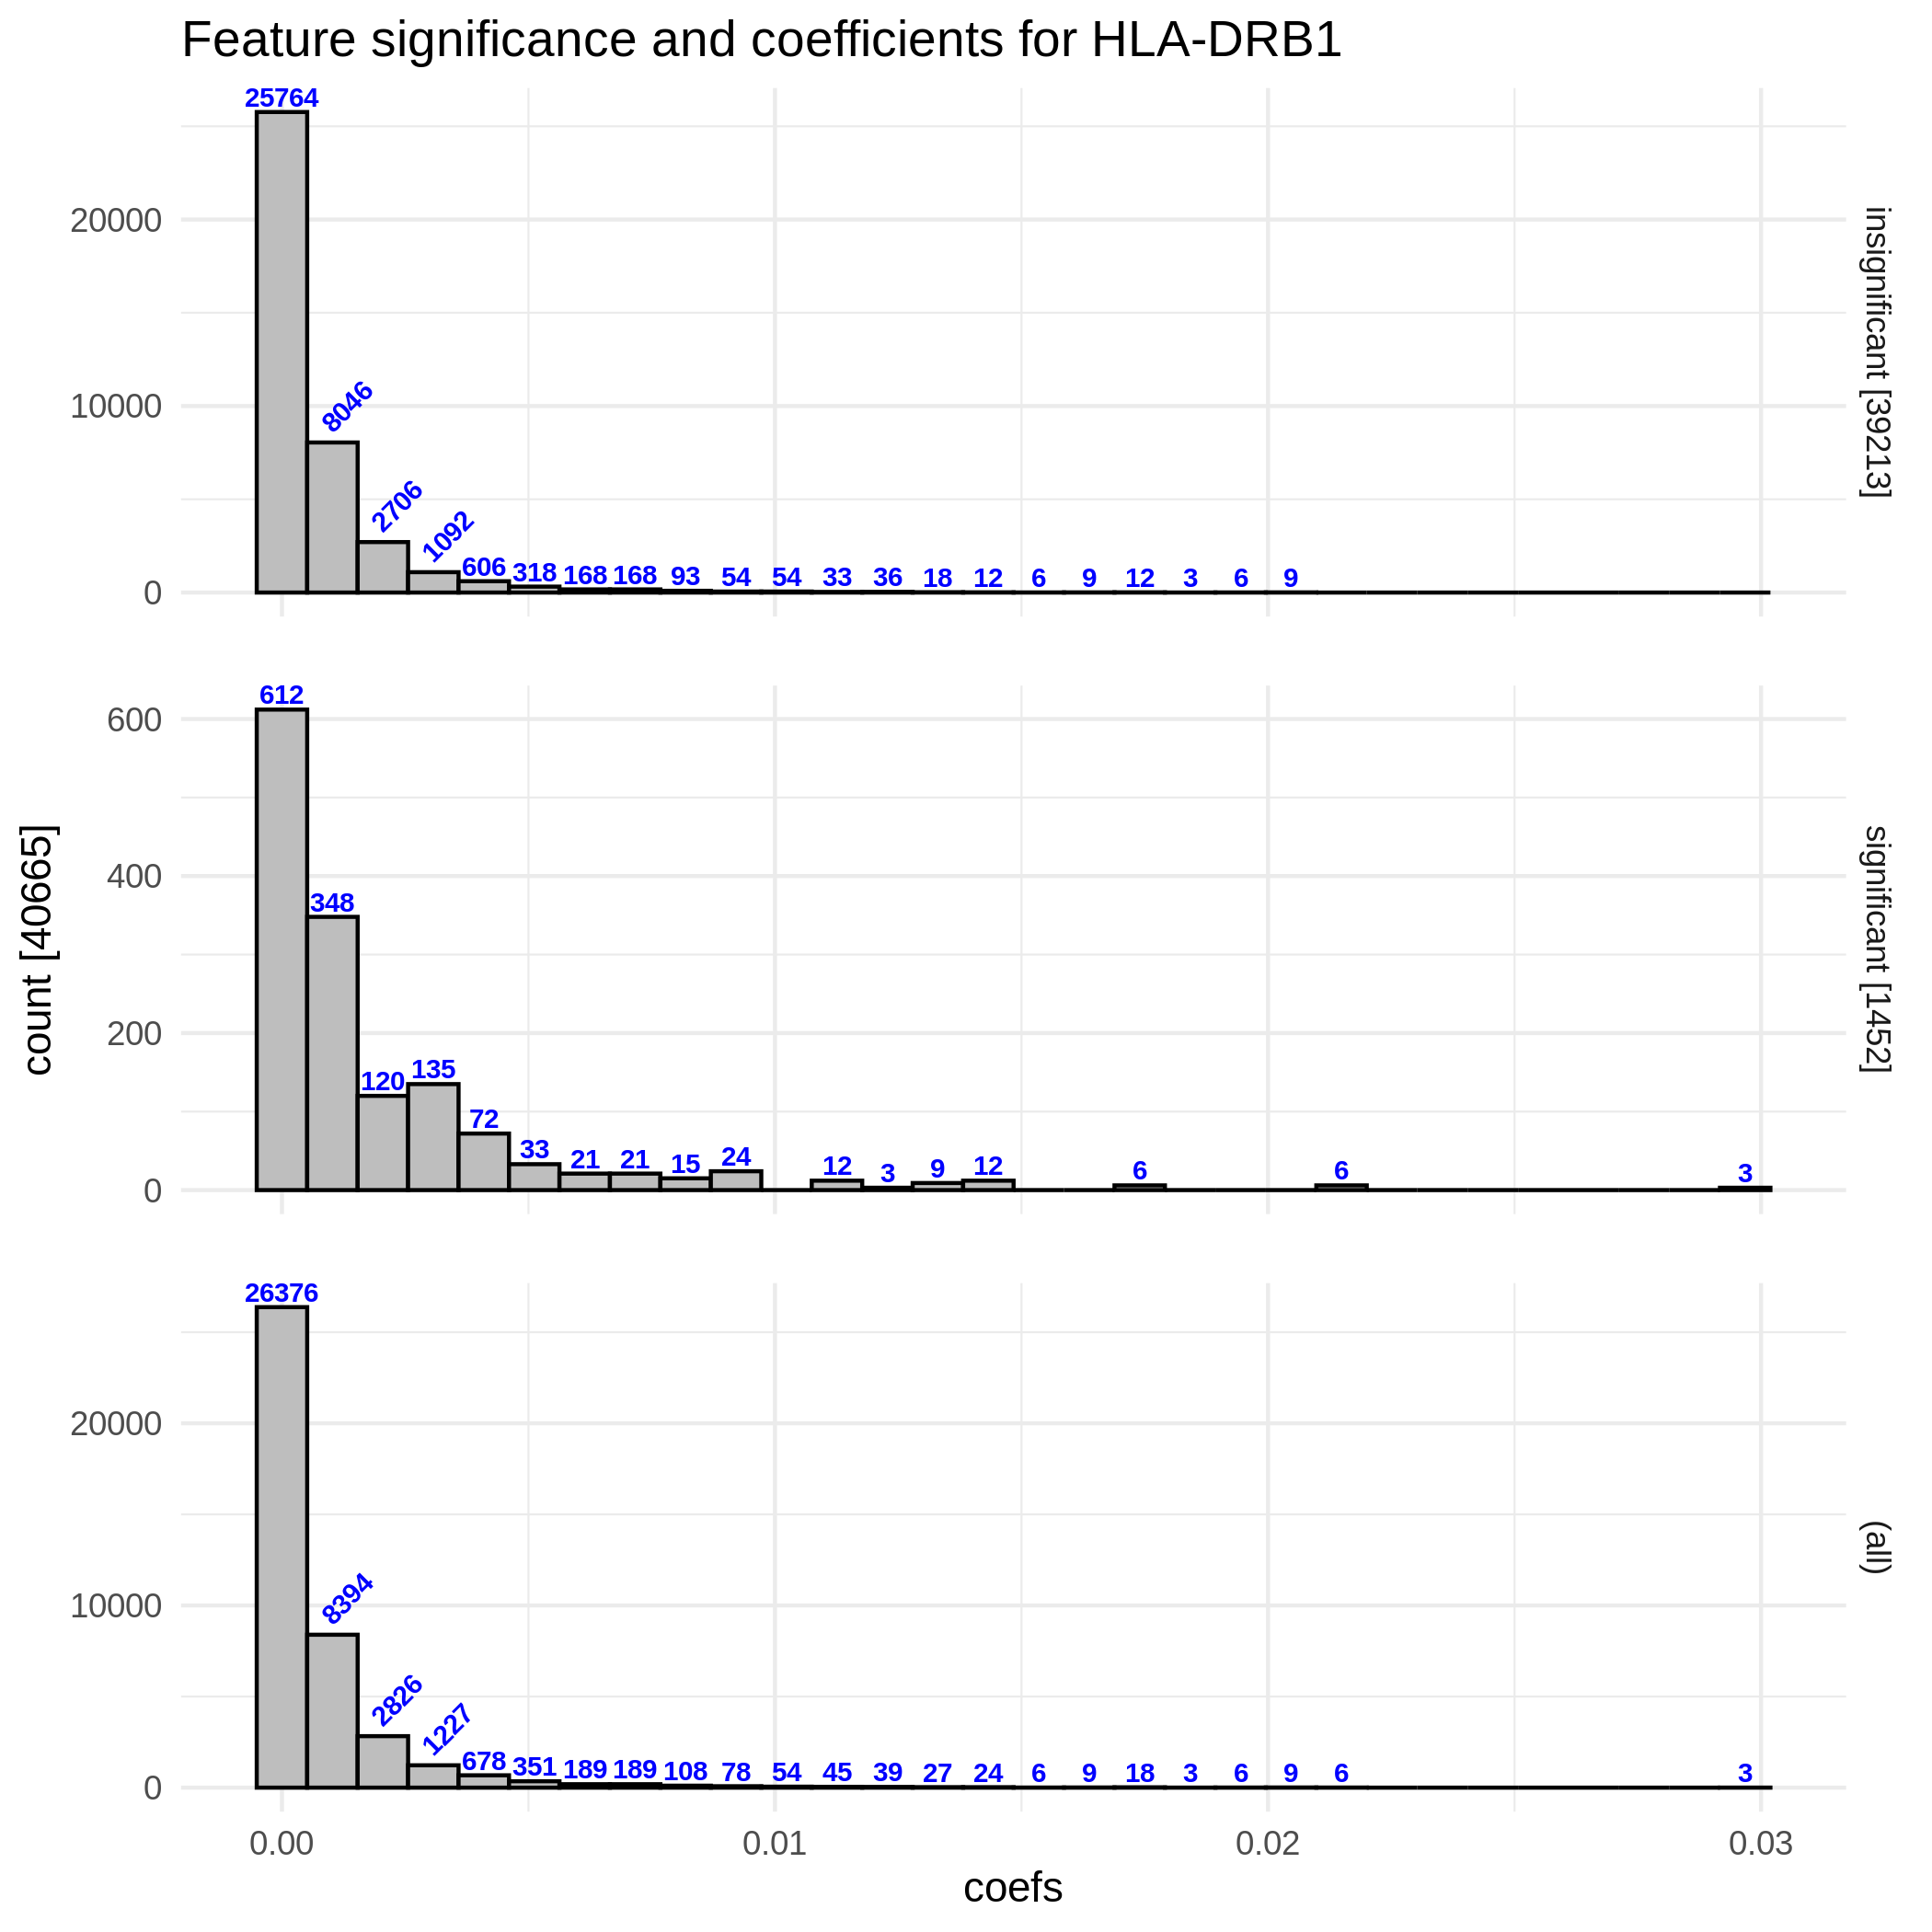 Feature significance and coefficients for HLA-DRB1
25764
8046
2706
1092
606 318 168 168 93 54 54 33 36 18 12 6 9 12 3 6 9
20000
10000
0
insignificant [39213]
612
348
120 135
72
33 21 21 15 24 12 3 9 12 6 6 3
600
400
200
0
significant [1452]
count [40665]
26376
8394
2826
1227
678 351 189 189 108 78 54 45 39 27 24 6 9 18 3 6 9 6 3
20000
10000
0
(all)
0.00 0.01 0.02 0.03
coefs